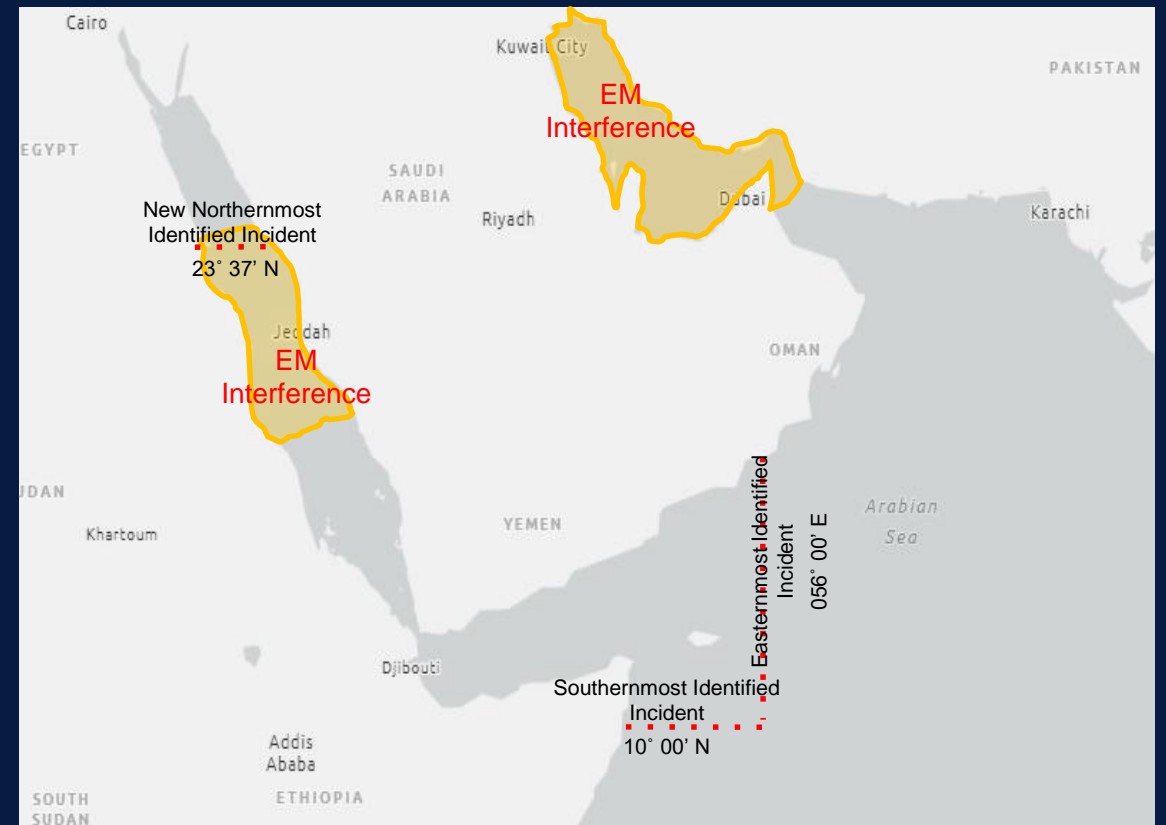 Cairo
Kuwait City
PAKISTAN
EM
Interference
EGYPT
SAUDI
ARABIA
Riyadh
Dubai
Karachi
New Northernmost
Identified Incident
23˚ 37’ N
Jeddah
EM
Interference
OMAN
UDAN
Khartoum
YEMEN
Arabian
Sea
Easternmost Identified
Incident
056˚ 00’ E
Djibouti
Southernmost Identified
Incident
10˚ 00’ N
Addis
Ababa
ETHIOPIA
SOUTH
SUDAN